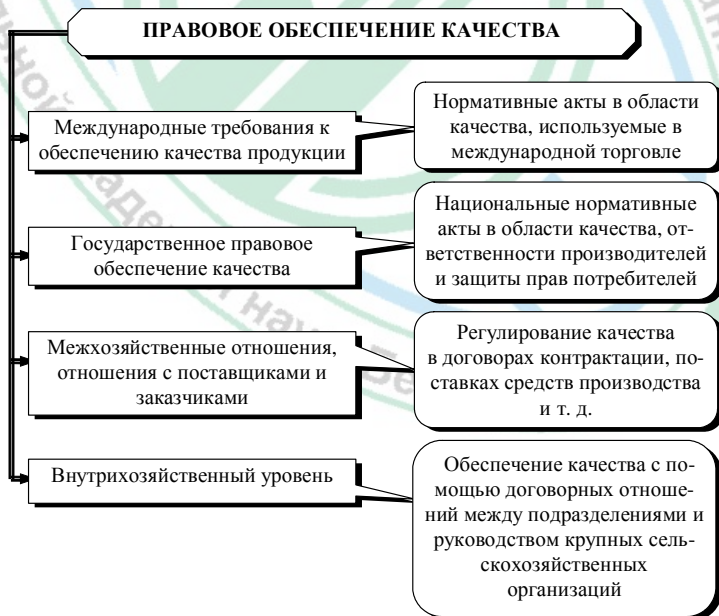 ПРАВОВОЕ ОБЕСПЕЧЕНИЕ КАЧЕСТВА
Международные требования к
обеспечению качества продукции
Нормативные акты в области
качества, используемые в
международной торговле
Государственное правовое
обеспечение качества
Национальные нормативные
акты в области качества, от-
ветственности производителей
и защиты прав потребителей
Межхозяйственные отношения,
отношения с поставщиками и
заказчиками
Регулирование качества
в договорах контрактации, по-
ставках средств производства
и т. д.
Внутрихозяйственный уровень
Обеспечение качества с по-
мощью договорных отноше-
ний между подразделениями и
руководством крупных сель-
скохозяйственных
организаций